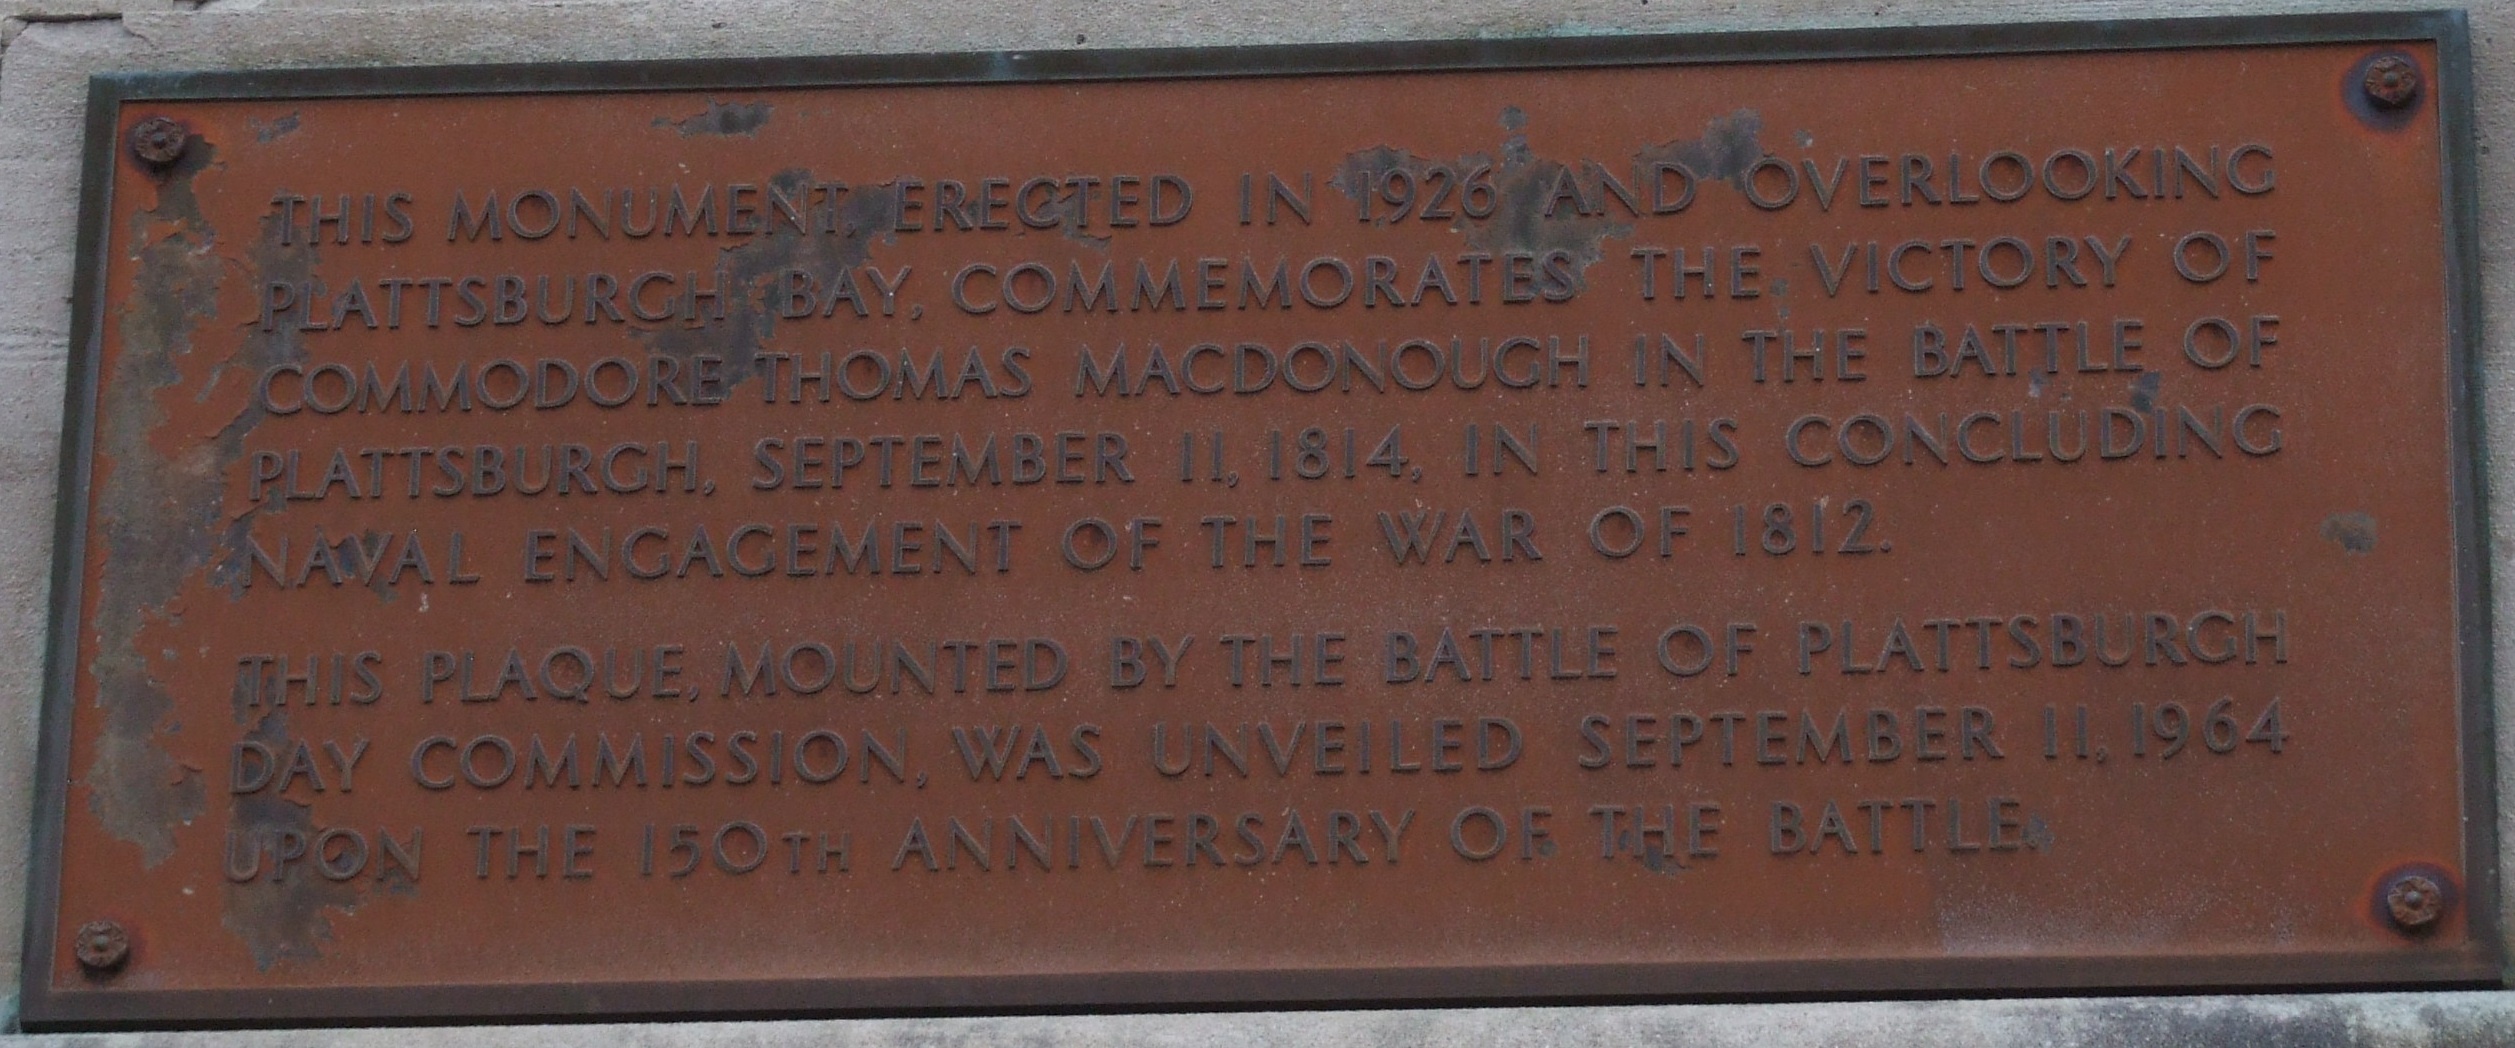 THIS MONUMENT, ERECTED IN 1926 AND OVERLOOKING
PLATTSBURGH BAY, COMMEMORATES THE VICTORY OF
COMMODORE THOMAS MACDONOUGH IN THE BATTLE OF
PLATTSBURGH, SEPTEMBER 11, 1814, IN THIS CONCLUDING
NAVAL ENGAGEMENT OF THE WAR OF 1812.
THIS PLAQUE, MOUNTED BY THE BATTLE OF PLATTSBURGH
DAY COMMISSION, WAS UNVEILED SEPTEMBER 11, 1964
UPON THE 150TH ANNIVERSARY OF THE BATTLE.